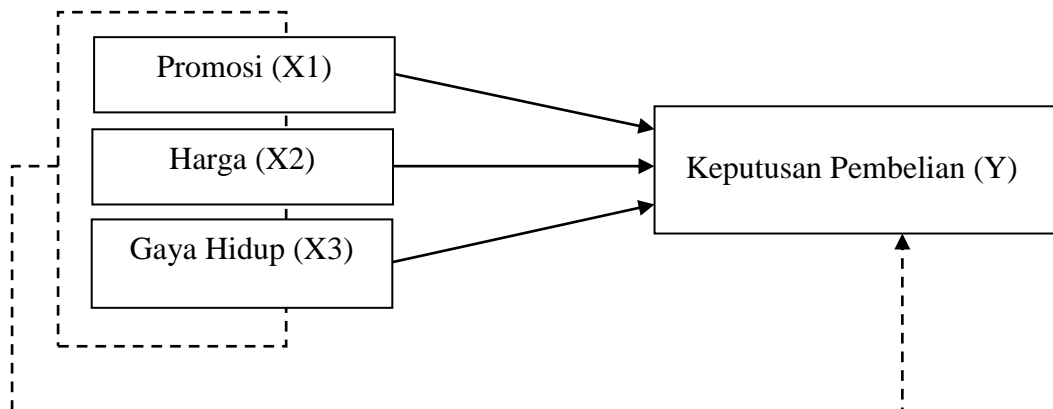 Promosi (X1)
Harga (X2)
Keputusan Pembelian (Y)
Gaya Hidup (X3)